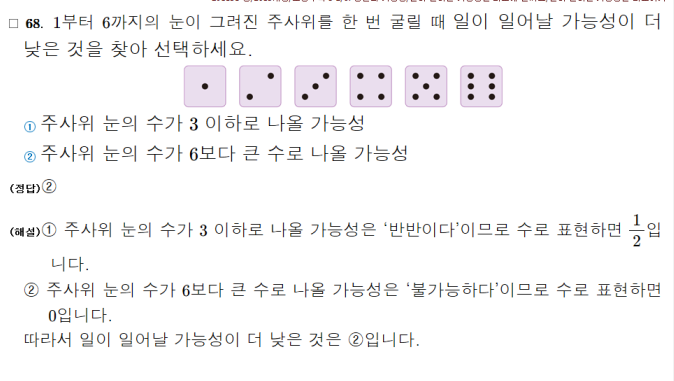 □ 68. 1부터 6까지의 눈이 그려진 주사위를 한 번 굴릴 때 일이 일어날 가능성이 더
낮은 것을 찾아 선택하세요.
① 주사위 눈의 수가 3 이하로 나올 가능성
② 주사위 눈의 수가 6보다 큰 수로 나올 가능성
(정답)②
(해설)① 주사위 눈의 수가 3 이하로 나올 가능성은 ‘반반이다’이므로 수로 표현하면 1/2입
니다.
② 주사위 눈의 수가 6보다 큰 수로 나올 가능성은 ‘불가능하다’이므로 수로 표현하면
0입니다.
따라서 일이 일어날 가능성이 더 낮은 것은 ②입니다.